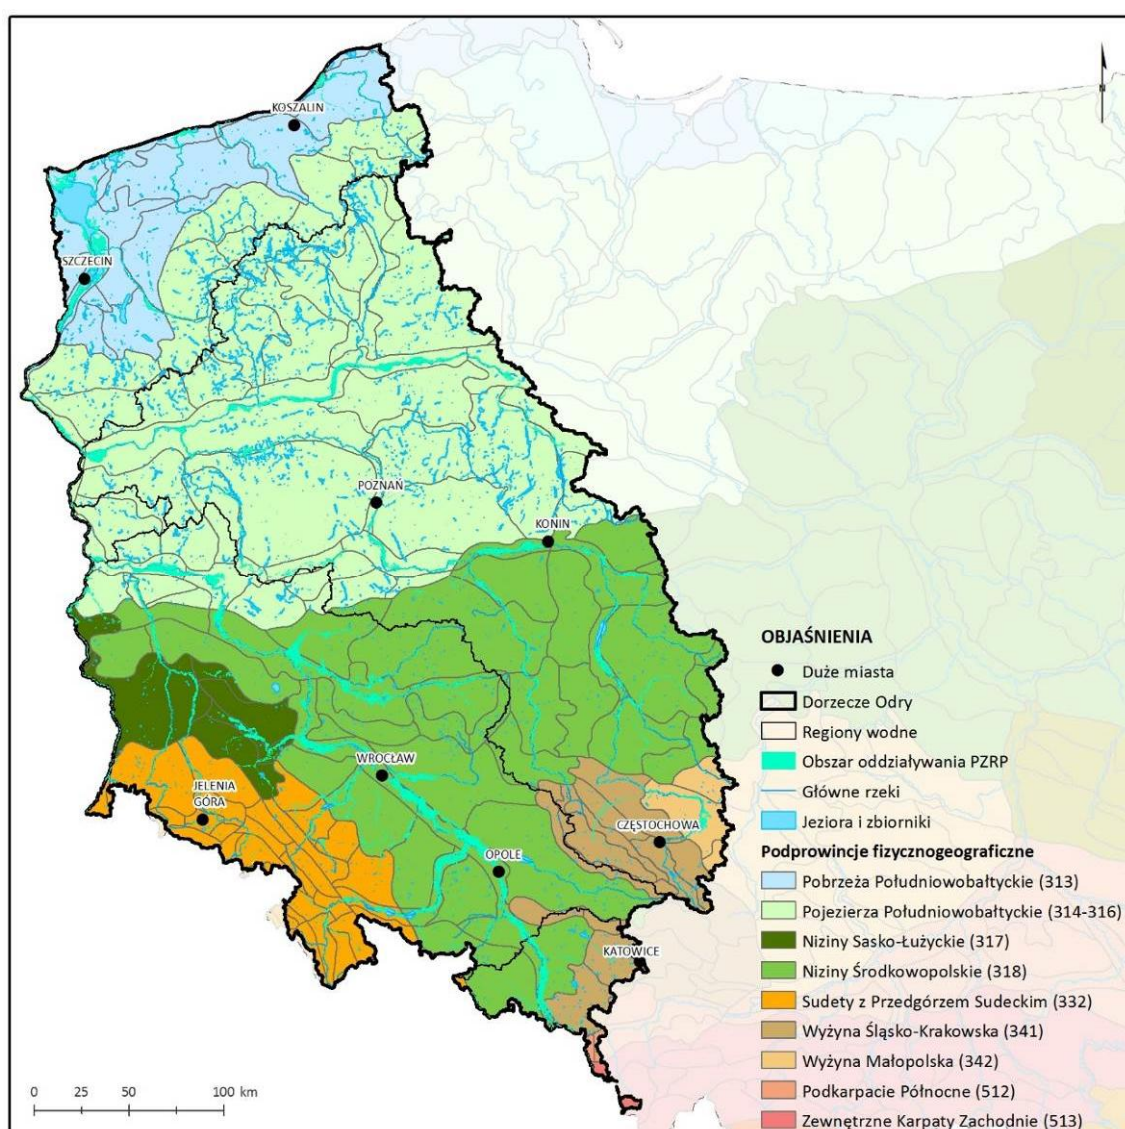 KOSZALIN
SZCZECIN
POZNAŃ
KONIN
WROCŁAW
JELENIA
GÓRA
CZĘSTOCHOWA
OPOLE
KATOWICE
OBJAŚNIENIA
Duże miasta
Dorzecze Odry
Regiony wodne
Obszar oddziaływania PZRP
Główne rzeki
Jeziora i zbiorniki
Podprowincje fizycznogeograficzne
Pobrzeża Południowobałtyckie (313)
Pojezierza Południowobałtyckie (314-316)
Niziny Sasko-Łużyckie (317)
Niziny Środkowopolskie (318)
Sudety z Przedgórzem Sudeckim (332)
Wyżyna Śląsko-Krakowska (341)
Wyżyna Małopolska (342)
Podkarpacie Północne (512)
Zewnętrzne Karpaty Zachodnie (513)
0 25 50 100 km